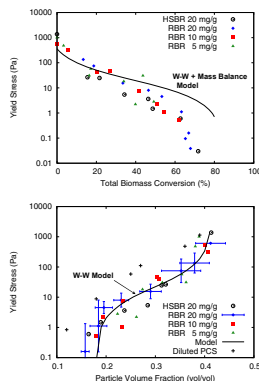 HSBR 20 mg/g
RBR 20 mg/g
RBR 10 mg/g
RBR 5 mg/g
W-W + Mass Balance
Model
Yield Stress (Pa)
10000
1000
100
10
1
0.1
0.01
0 20 40 60 80 100
Total Biomass Conversion (%)
Yield Stress (Pa)
10000
1000
100
10
1
0.1
W-W Model
HSBR 20 mg/g
RBR 20 mg/g
RBR 10 mg/g
RBR 5 mg/g
Model
Diluted PCS
0.1 0.2 0.3 0.4 0.5
Particle Volume Fraction (vol/vol)